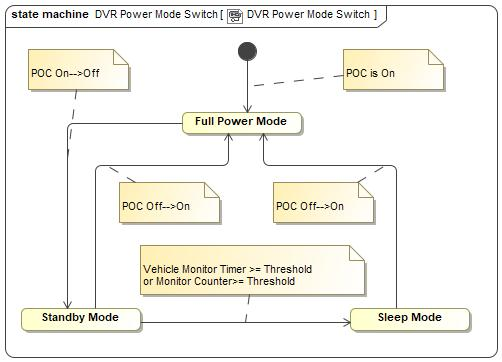 state machine DVR Power Mode Switch [ DVR Power Mode Switch ]
POC On-->Off
POC is On
Full Power Mode
POC Off-->On
POC Off-->On
Vehicle Monitor Timer >= Threshold
or Monitor Counter>= Threshold
Standby Mode
Sleep Mode